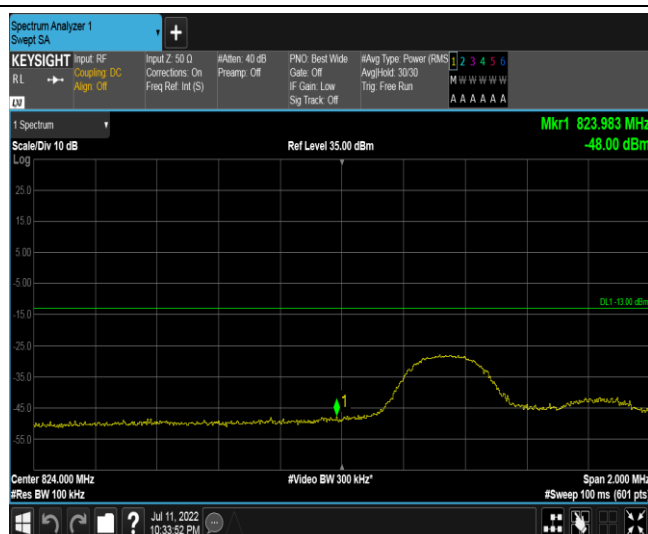 Spectrum Analyzer 1
Swept SA
+
KEYSIGHT
RL
Input: RF
Coupling: DC
Align: Off
Input Z: 50 Ω
Corrections: On
Freq Ref: Int (S)
#Atten: 40 dB
Preamp: Off
PNO: Best Wide
Gate: Off
IF Gain: Low
Sig Track: Off
#Avg Type: Power (RMS
Avg|Hold: 30/30
Trig: Free Run
1 2 3 4 5 6
M W W W W W
A A A A A A
LXI
1 Spectrum
Mkr1 823.983 MHz
Scale/Div 10 dB
Ref Level 35.00 dBm
-48.00 dBm
Log
25.0
15.0
5.00
-5.00
DL1 -13.00 dBm
-15.0
-25.0
-35.0
1
-45.0
-55.0
Center 824.000 MHz
#Video BW 300 kHz*
Span 2.000 MHz
#Res BW 100 kHz
#Sweep 100 ms (601 pts)
?
Jul 11, 2022
10:33:52 PM